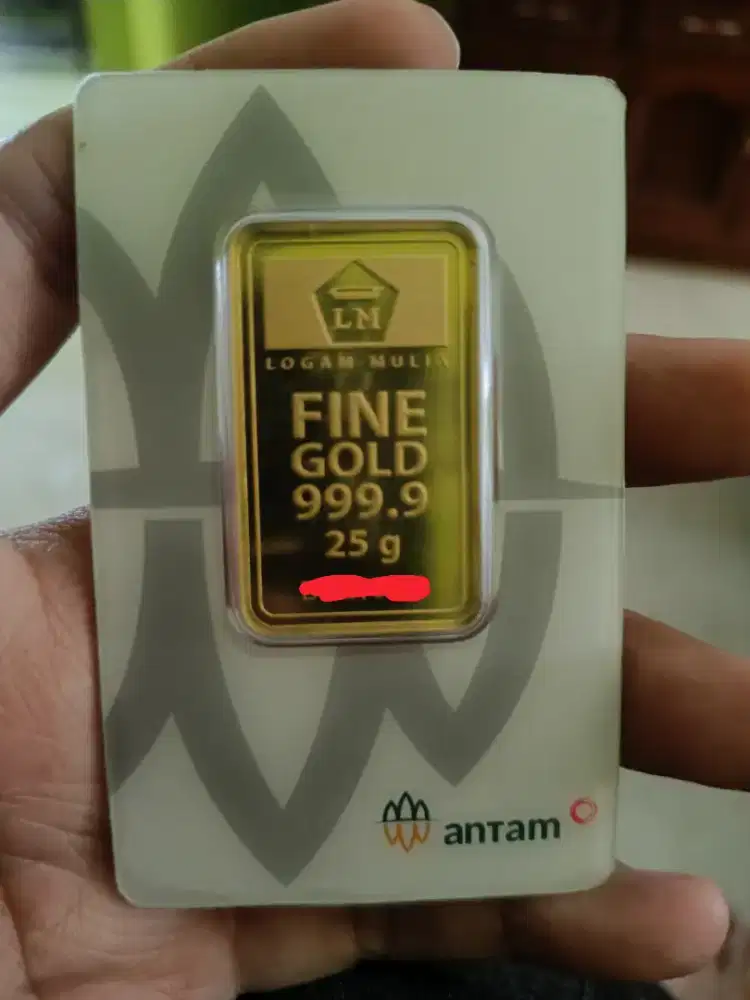 LM
LOGAM MULIA
FINE
GOLD
999.9
25 g
antam